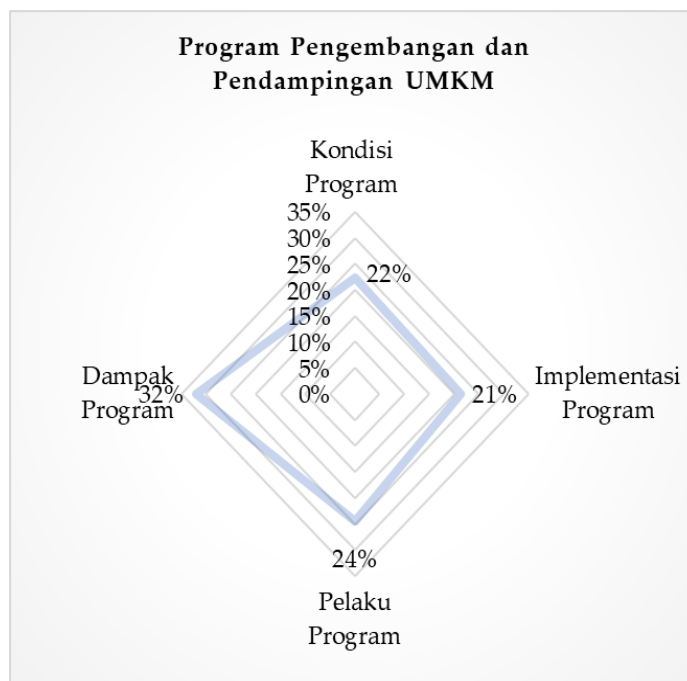 Program Pengembangan dan
Pendampingan UMKM
Kondisi
Program
35%
30%
25%
22%
20%
15%
10%
5%
0%
Dampak
Program
32%
21%
Implementasi
Program
24%
Pelaku
Program